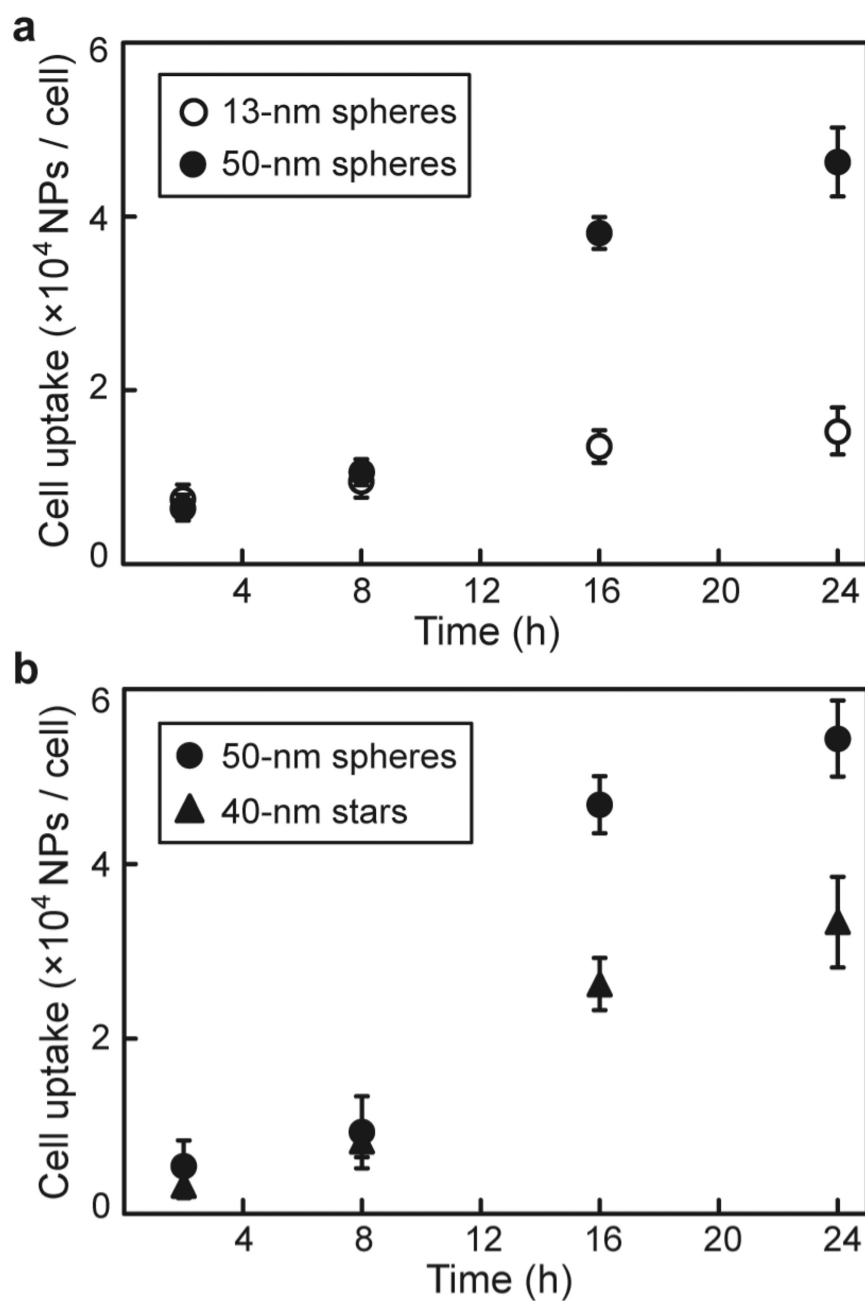 a
Cell uptake (×10⁴ NPs / cell)
6
4
2
0
13-nm spheres
50-nm spheres
4 8 12 16 20 24
Time (h)
b
Cell uptake (×10⁴ NPs / cell)
6
4
2
0
50-nm spheres
40-nm stars
4 8 12 16 20 24
Time (h)